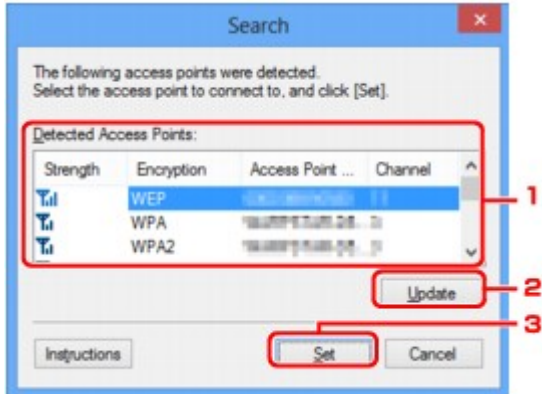 Search
The following access points were detected.
Select the access point to connect to, and click [Set].
Detected Access Points:
Strength Encryption Access Point ... Channel
WEP
WPA
WPA2
1
Update
2
3
Instructions Set Cancel